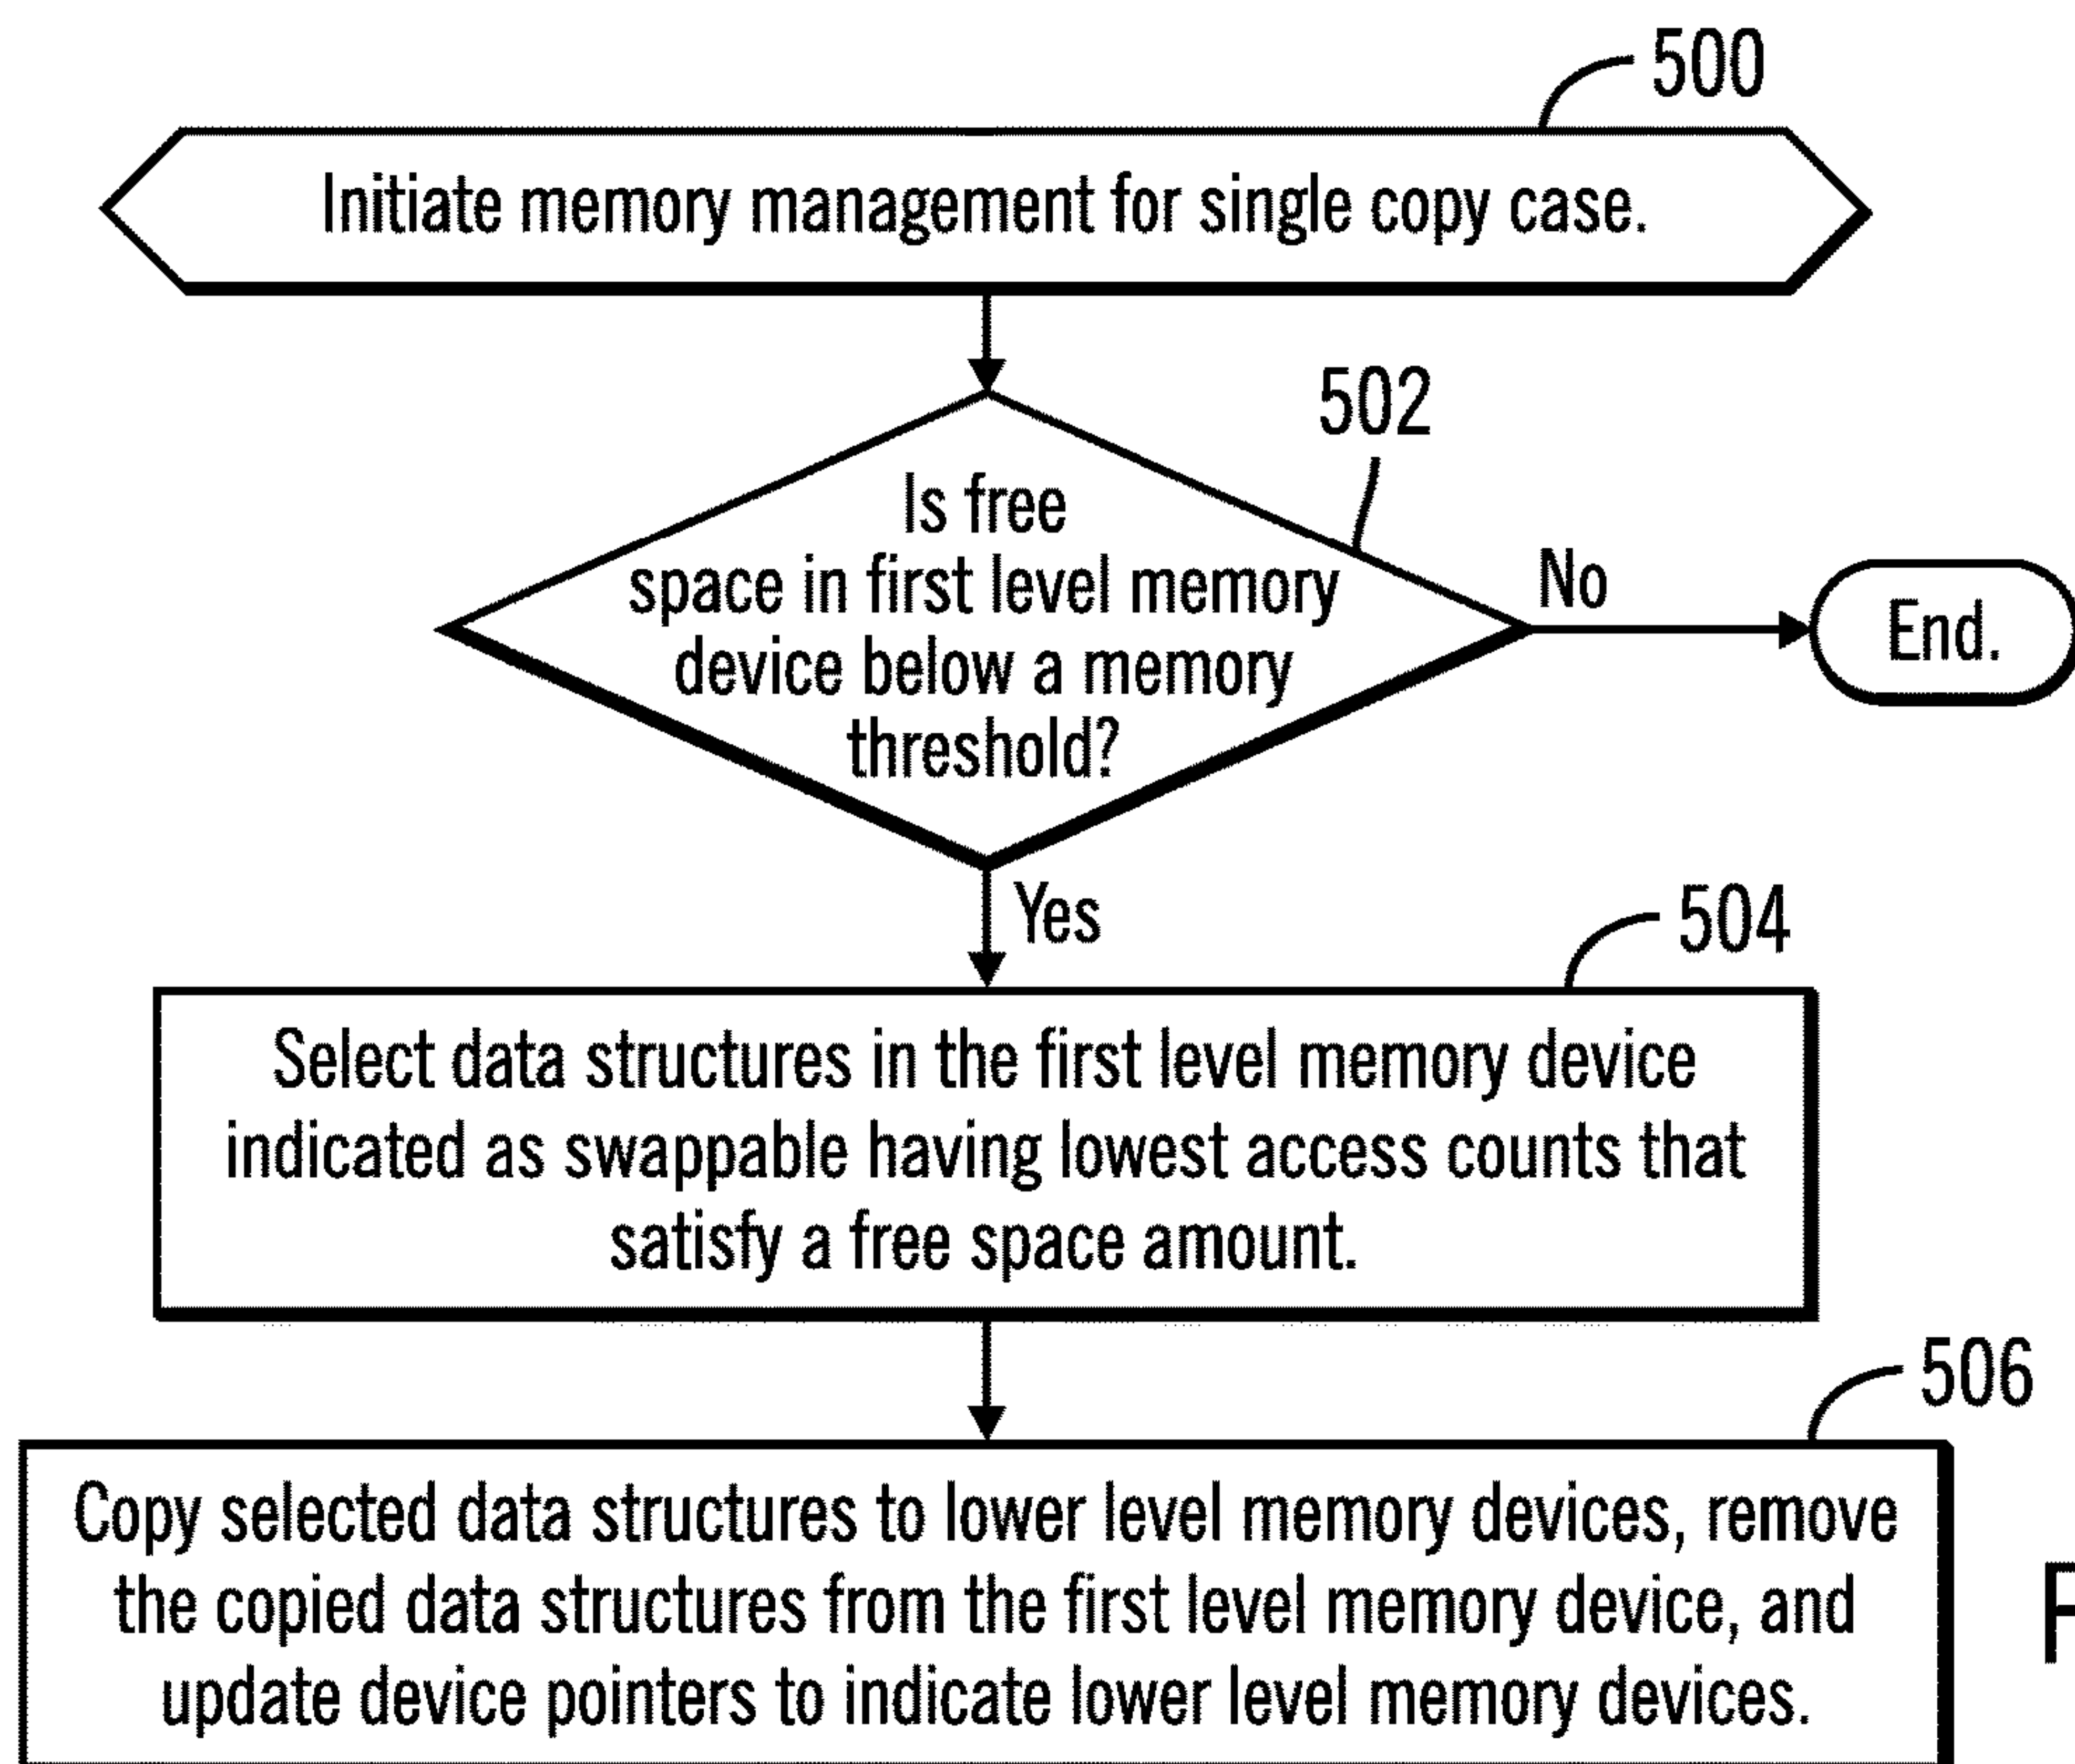 500
Initiate memory management for single copy case.
502
Is free
space in first level memory
device below a memory
threshold?
No
End.
Yes
504
Select data structures in the first level memory device
indicated as swappable having lowest access counts that
satisfy a free space amount.
506
Copy selected data structures to lower level memory devices, remove
the copied data structures from the first level memory device, and
update device pointers to indicate lower level memory devices.